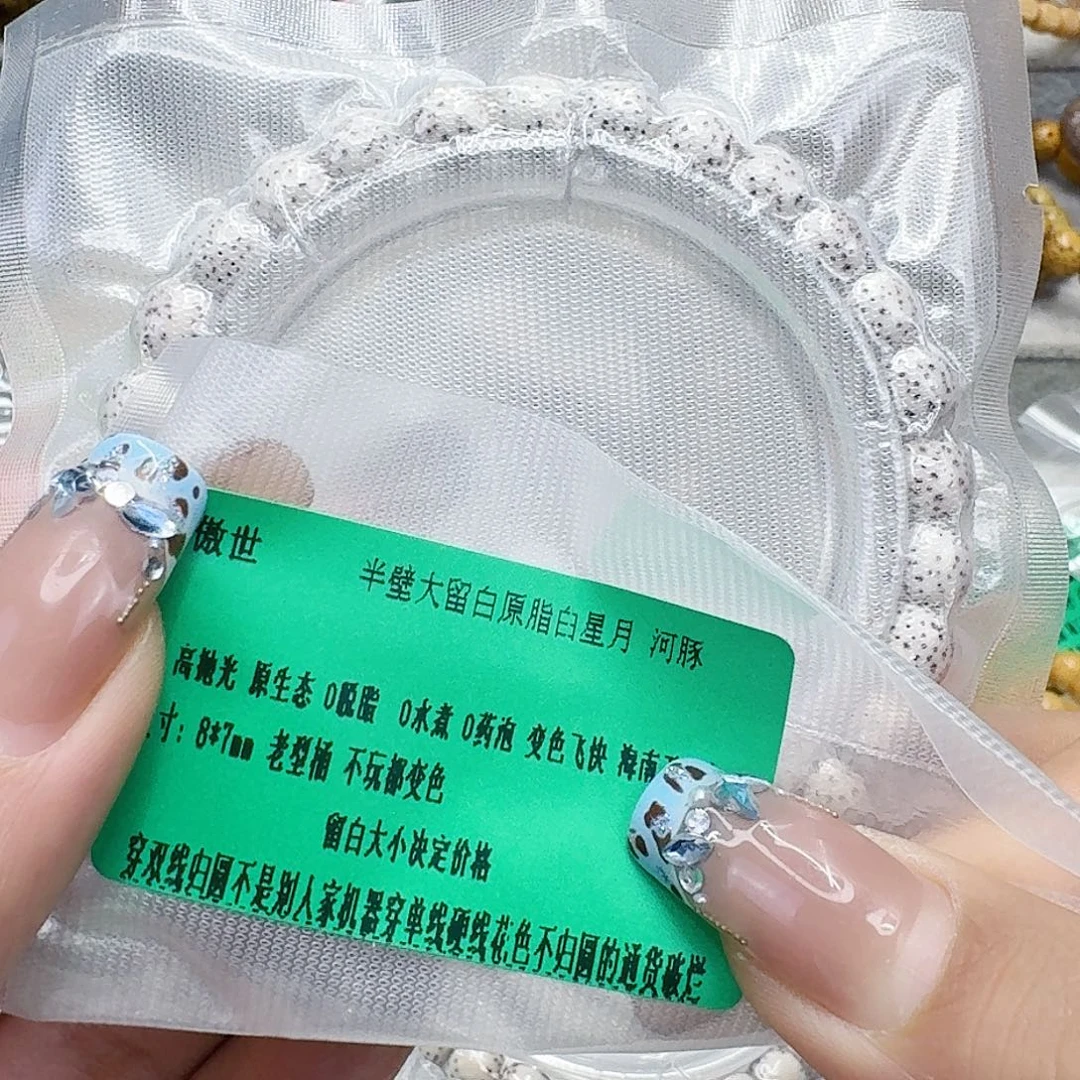 傲世
半壁大留白原脂白星月 河豚
高抛光 原生态 0脱脂 0水煮 0药泡 变色飞快 海南
寸: 8*7mm 老型桶 不玩都变色
留白大小决定价格
穿双线归圆不是别人家机器穿单线硬线花色不归圆的通货破烂